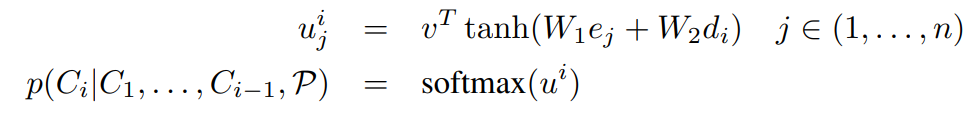 u^i_j = v^T tanh(W_1 e_j + W_2 d_i)   j ∈ (1, . . . , n)
p(C_i|C_1, . . . , C_{i−1}, 𝒫) = softmax(u^i)